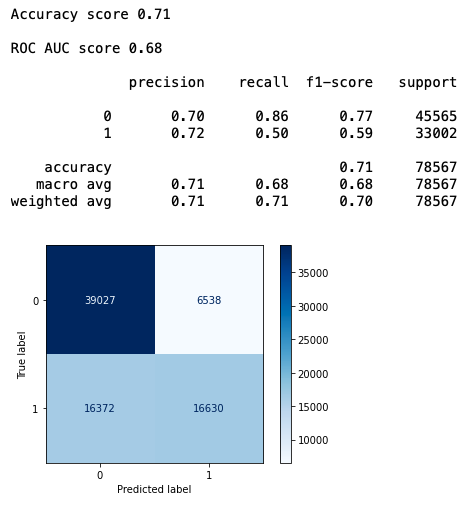 Accuracy score 0.71
ROC AUC score 0.68
precision recall f1-score support
0 0.70 0.86 0.77 45565
1 0.72 0.50 0.59 33002
accuracy 0.71 78567
macro avg 0.71 0.68 0.68 78567
weighted avg 0.71 0.71 0.70 78567
39027 6538
0
16372 16630
1
0 1
True label
Predicted label
35000
30000
25000
20000
15000
10000